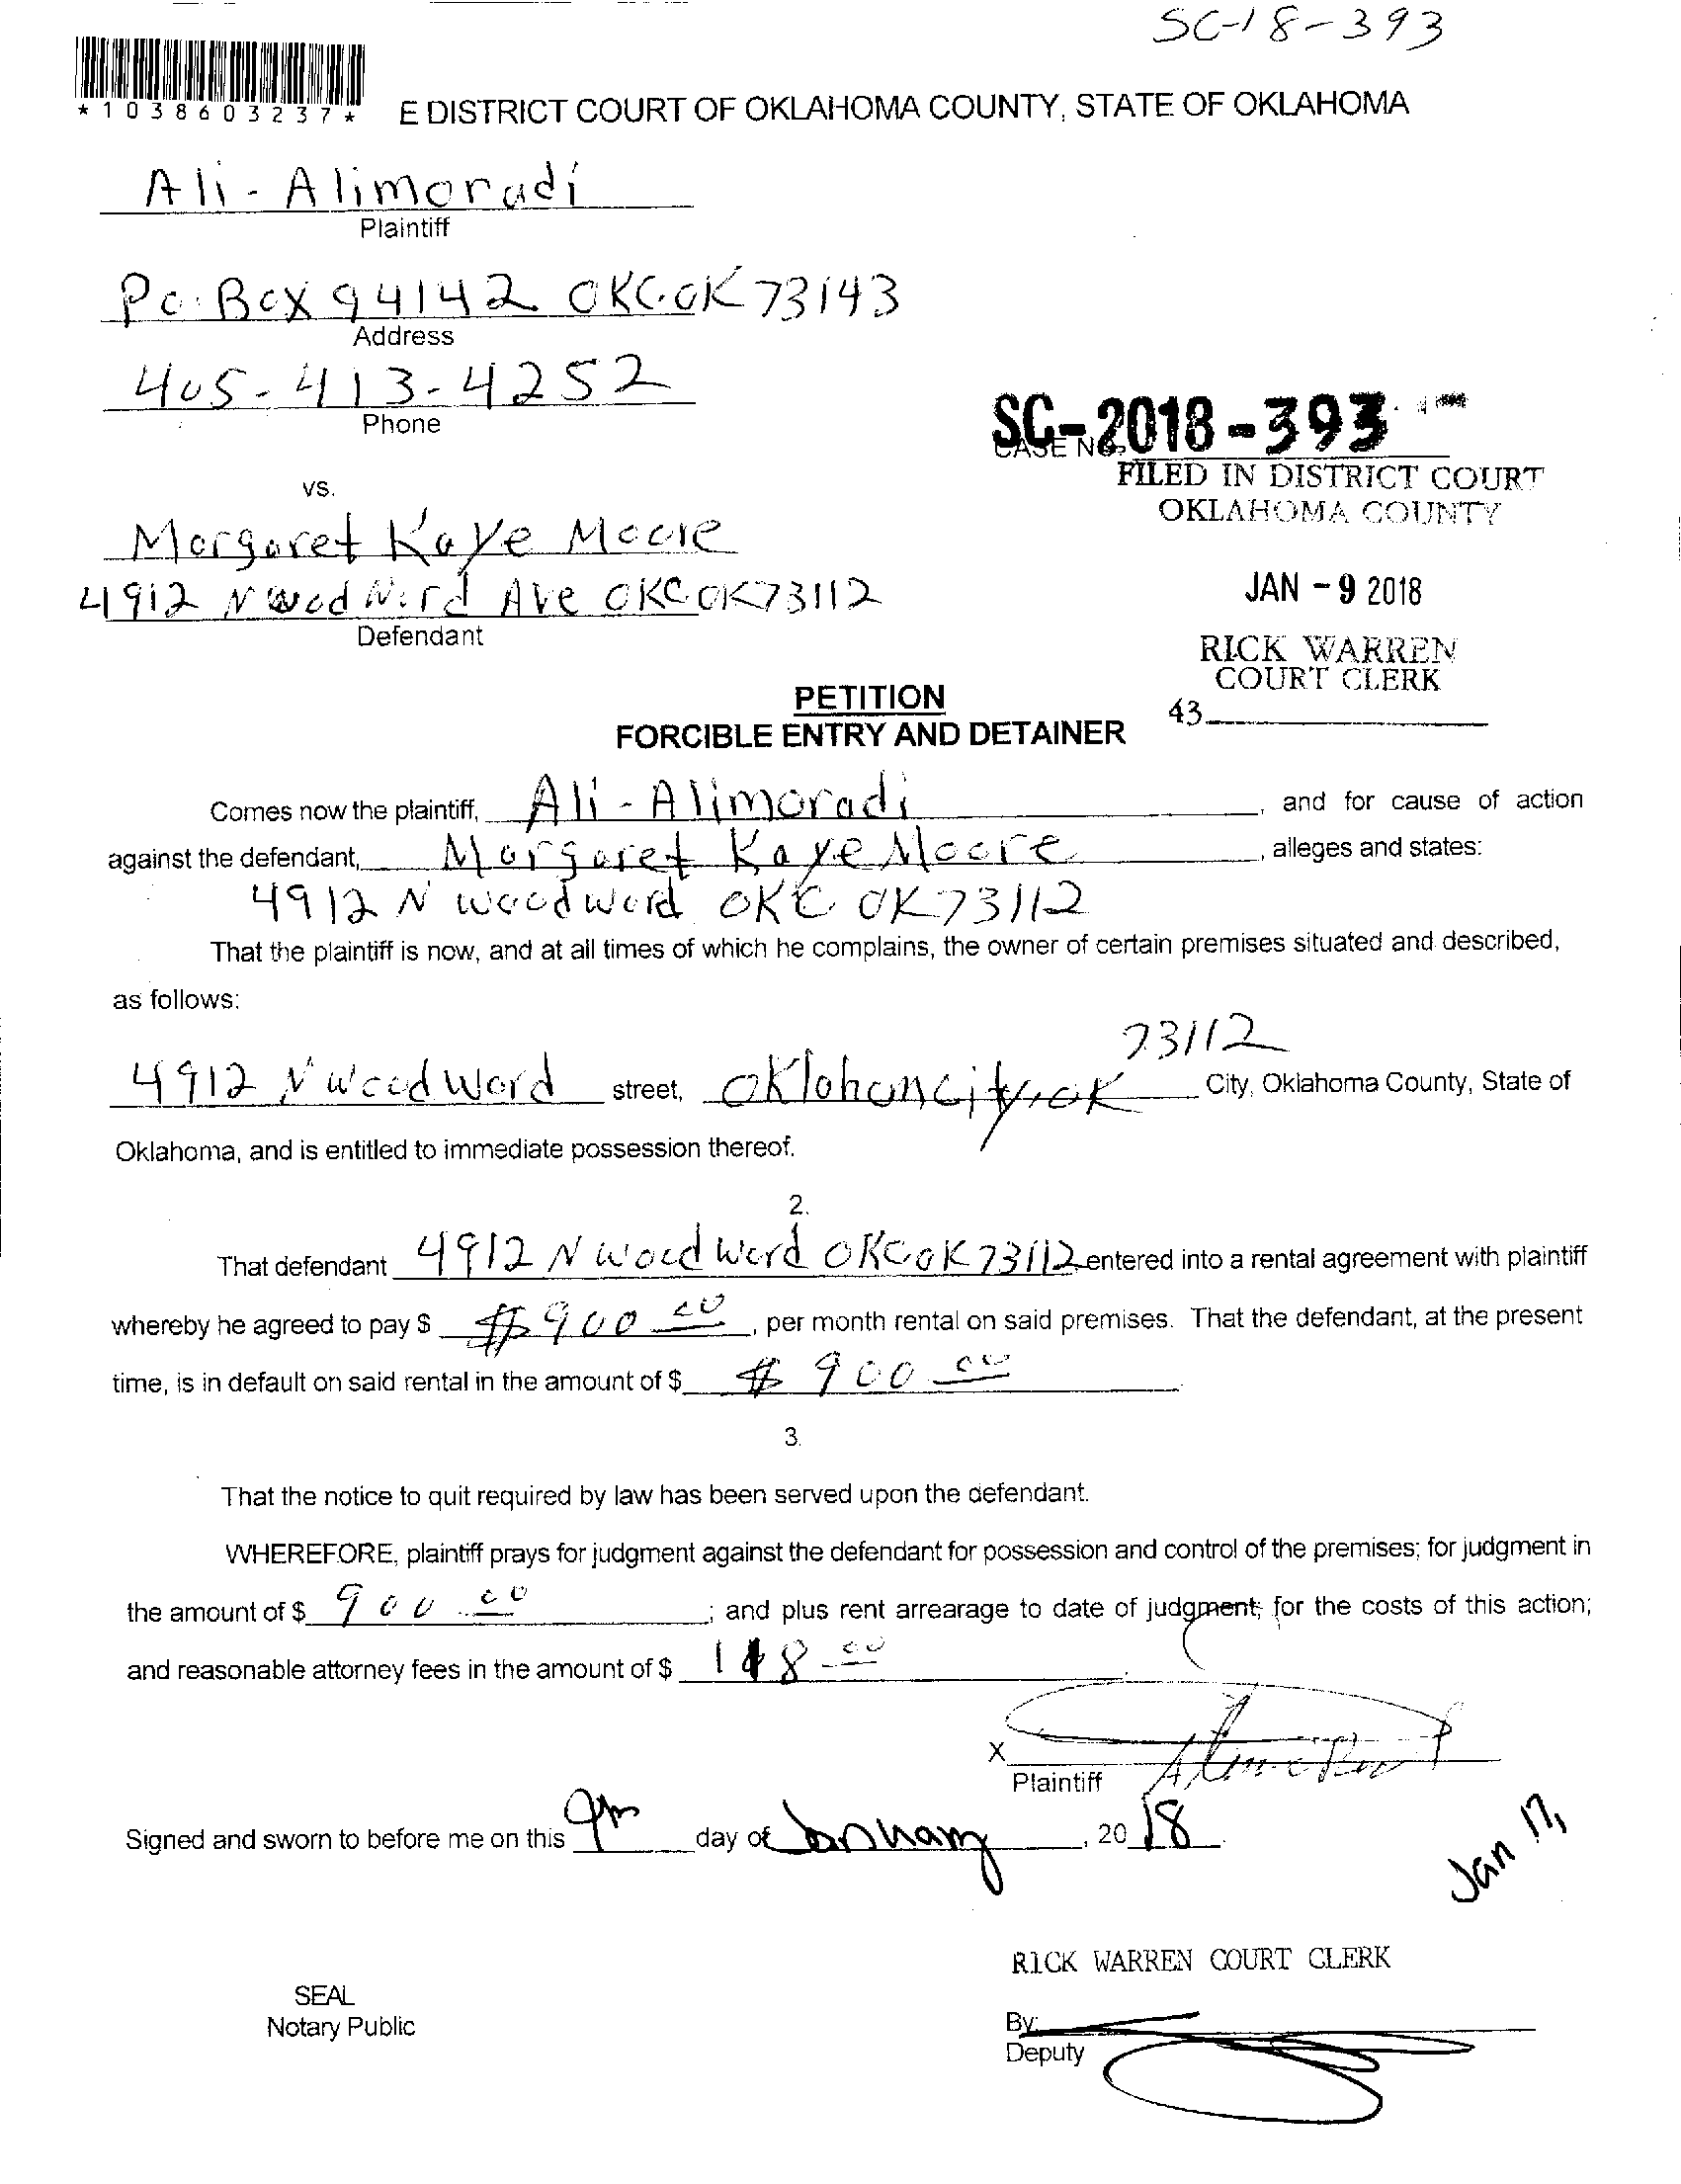 SC-18-393
*1038603237*
E DISTRICT COURT OF OKLAHOMA COUNTY, STATE OF OKLAHOMA
Ali - Alimoradi
Plaintiff
Po. Box 94142 OKC.OK 73143
Address
405-413-4252
Phone
SC-2018-393
CASE NO.
FILED IN DISTRICT COURT
OKLAHOMA COUNTY
JAN -9 2018
RICK WARREN
COURT CLERK
43
vs.
Margaret Kaye Moore
4912 N Wood Ward Ave OKC OK 73112
Defendant
PETITION
FORCIBLE ENTRY AND DETAINER
Comes now the plaintiff, Ali - Alimoradi, and for cause of action
against the defendant, Margaret Kaye Moore, alleges and states:
4912 N woodward OKC OK 73112
That the plaintiff is now, and at all times of which he complains, the owner of certain premises situated and described,
as follows:
73112
4912 N WoodWard street, Oklahomcity, OK City, Oklahoma County, State of
Oklahoma, and is entitled to immediate possession thereof.
2.
That defendant 4912 N Wood Ward OKC OK 73112 entered into a rental agreement with plaintiff
whereby he agreed to pay $ $900 00, per month rental on said premises. That the defendant, at the present
time, is in default on said rental in the amount of $ $900 00.
3.
That the notice to quit required by law has been served upon the defendant.
WHEREFORE, plaintiff prays for judgment against the defendant for possession and control of the premises; for judgment in
the amount of $ 900.00; and plus rent arrearage to date of judgment; for the costs of this action;
and reasonable attorney fees in the amount of $ 00.
X
Plaintiff
Signed and sworn to before me on this 9th day of January, 2018.
Jan 17,
RICK WARREN COURT CLERK
SEAL
Notary Public
By:
Deputy